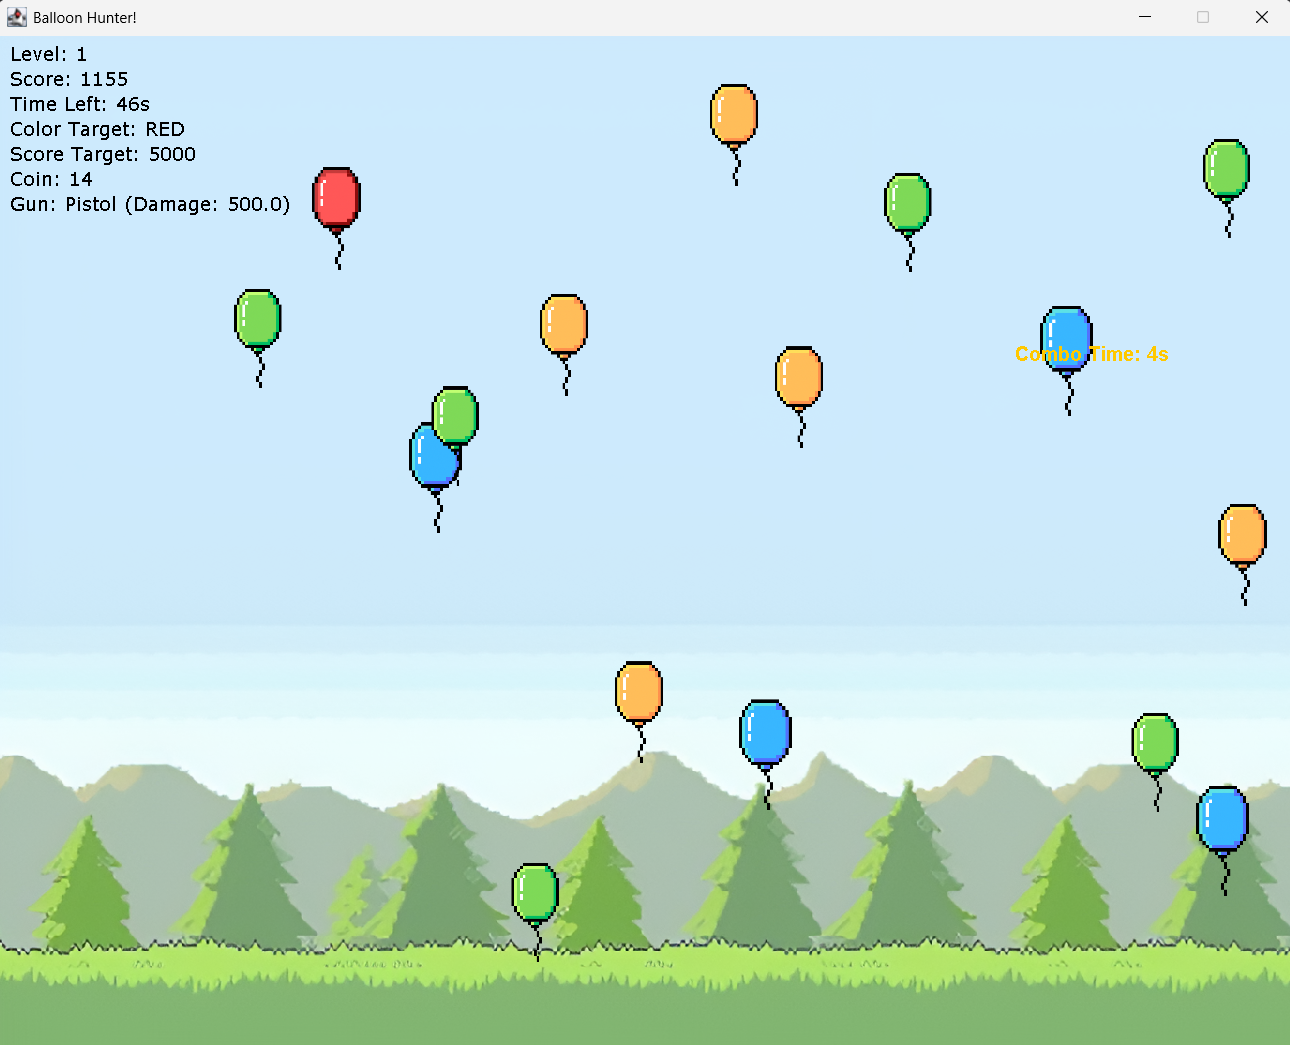 Balloon Hunter!
Level: 1
Score: 1155
Time Left: 46s
Color Target: RED
Score Target: 5000
Coin: 14
Gun: Pistol (Damage: 500.0)
Combo Time: 4s